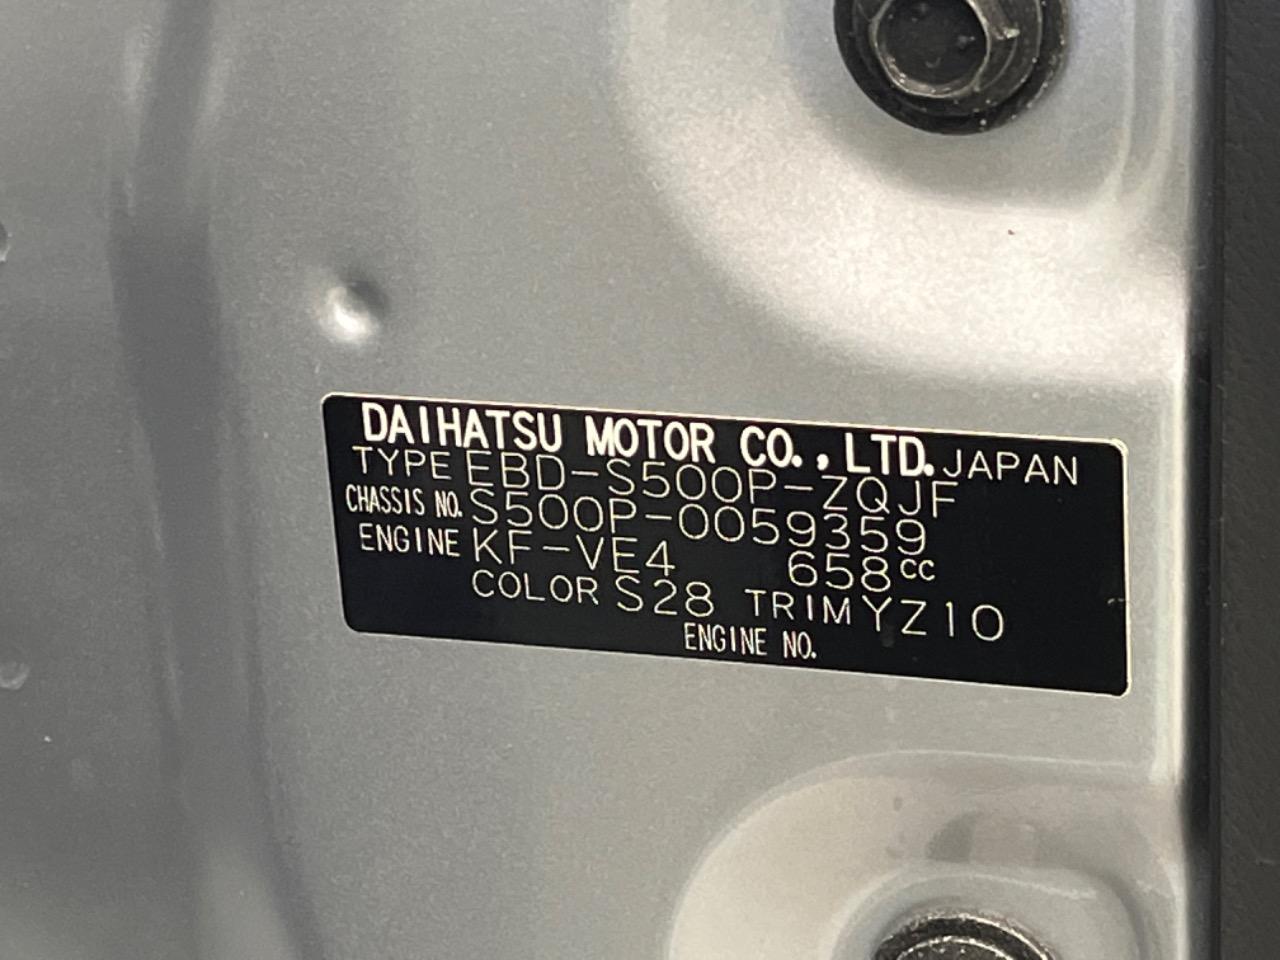 DAIHATSU MOTOR CO.,LTD. JAPAN
TYPE EBD-S500P-ZQJF
CHASSIS NO. S500P-0059359
ENGINE KF-VE4 658cc
COLOR S28 TRIM YZ10
ENGINE NO.